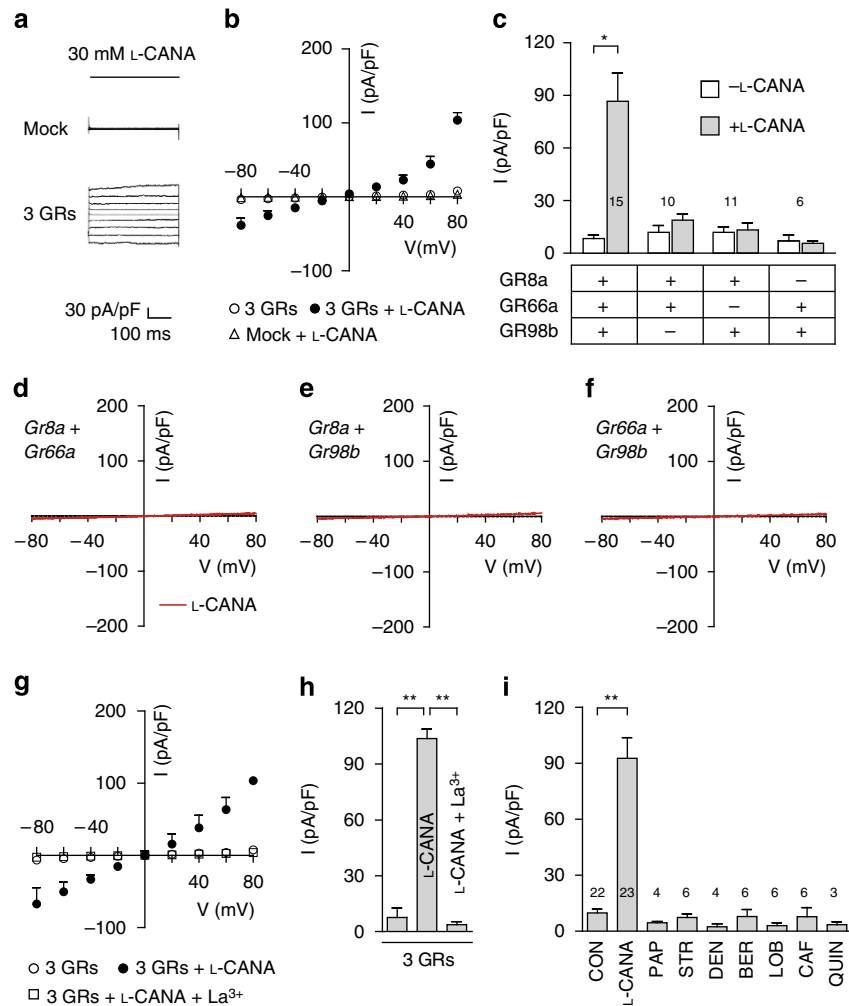 a
30 mM L-CANA
Mock
3 GRs
30 pA/pF
100 ms
b
200
100
−100
I (pA/pF)
−80
−40
40
80
V(mV)
3 GRs
3 GRs + L-CANA
Mock + L-CANA
c
120
90
60
30
0
I (pA/pF)
*
−L-CANA
+L-CANA
15
10
11
6
GR8a + + + −
GR66a + + − +
GR98b + − + +
d
Gr8a +
Gr66a
200
100
−100
−200
I (pA/pF)
−80
−40
40
80
V (mV)
L-CANA
e
Gr8a +
Gr98b
200
100
−100
−200
I (pA/pF)
−80
−40
40
80
V (mV)
f
Gr66a +
Gr98b
200
100
−100
−200
I (pA/pF)
−80
−40
40
80
V (mV)
g
200
100
−100
I (pA/pF)
−80
−40
40
80
V (mV)
3 GRs
3 GRs + L-CANA
3 GRs + L-CANA + La³⁺
h
120
90
60
30
0
I (pA/pF)
** **
L-CANA
L-CANA + La³⁺
3 GRs
i
120
90
60
30
0
I (pA/pF)
**
22 23 4 6 4 6 6 6 3
CON
L-CANA
PAP
STR
DEN
BER
LOB
CAF
QUIN